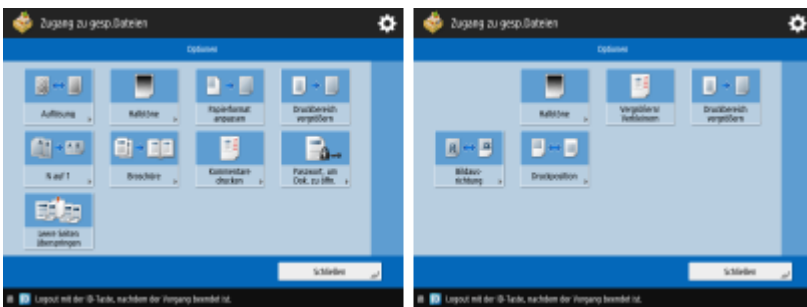 Zugang zu gesp.Dateien
Optionen
Auflösung
Halbtöne
Papierformat
anpassen
Druckbereich
vergrößern
N auf 1
Broschüre
Kommentare
drucken
Passwort, um
Dok. zu öffn.
Leere Seiten
überspringen
Schließen
Logout mit der ID-Taste, nachdem der Vorgang beendet ist.
Zugang zu gesp.Dateien
Optionen
Halbtöne
Vergrößern/
Verkleinern
Druckbereich
vergrößern
Bildaus-
richtung
Druckposition
Schließen
Logout mit der ID-Taste, nachdem der Vorgang beendet ist.